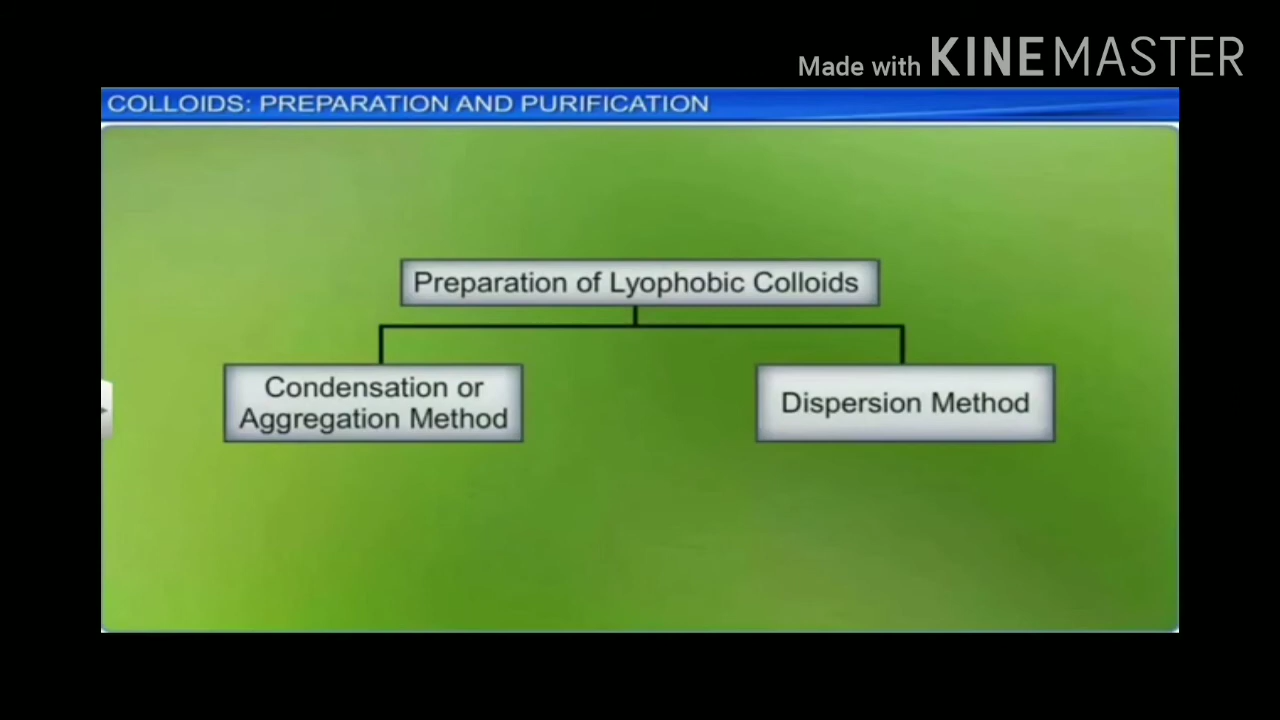 Made with KINEMASTER
COLLOIDS: PREPARATION AND PURIFICATION
Preparation of Lyophobic Colloids
Condensation or
Aggregation Method
Dispersion Method